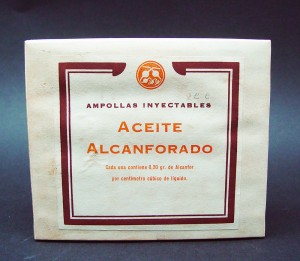 AMPOLLAS INYECTABLES
ACEITE
ALCANFORADO
Cada una contiene 0,20 gr. de Alcanfor
por centímetro cúbico de líquido.